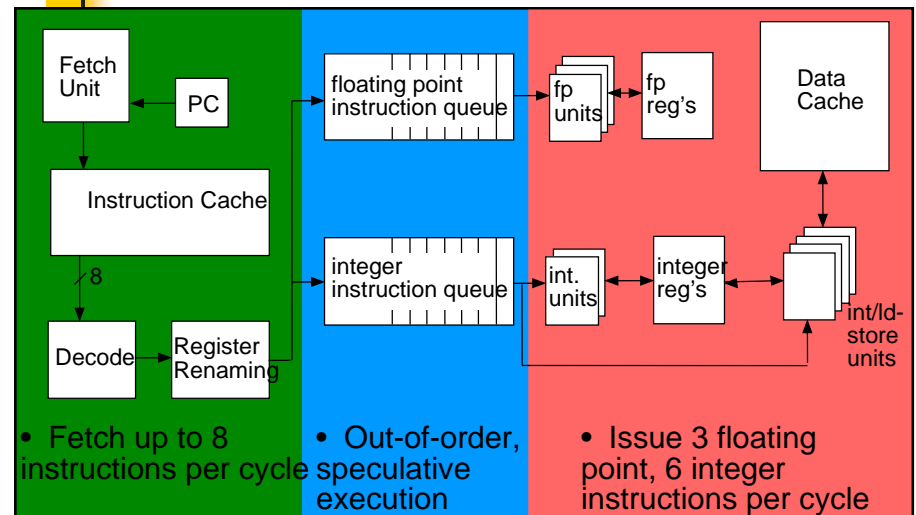 Fetch
Unit
PC
Instruction Cache
8
Decode
Register
Renaming
floating point
instruction queue
integer
instruction queue
fp
units
fp
reg's
Data
Cache
int.
units
integer
reg's
int/ld-
store
units
• Fetch up to 8
instructions per cycle
• Out-of-order,
speculative
execution
• Issue 3 floating
point, 6 integer
instructions per cycle